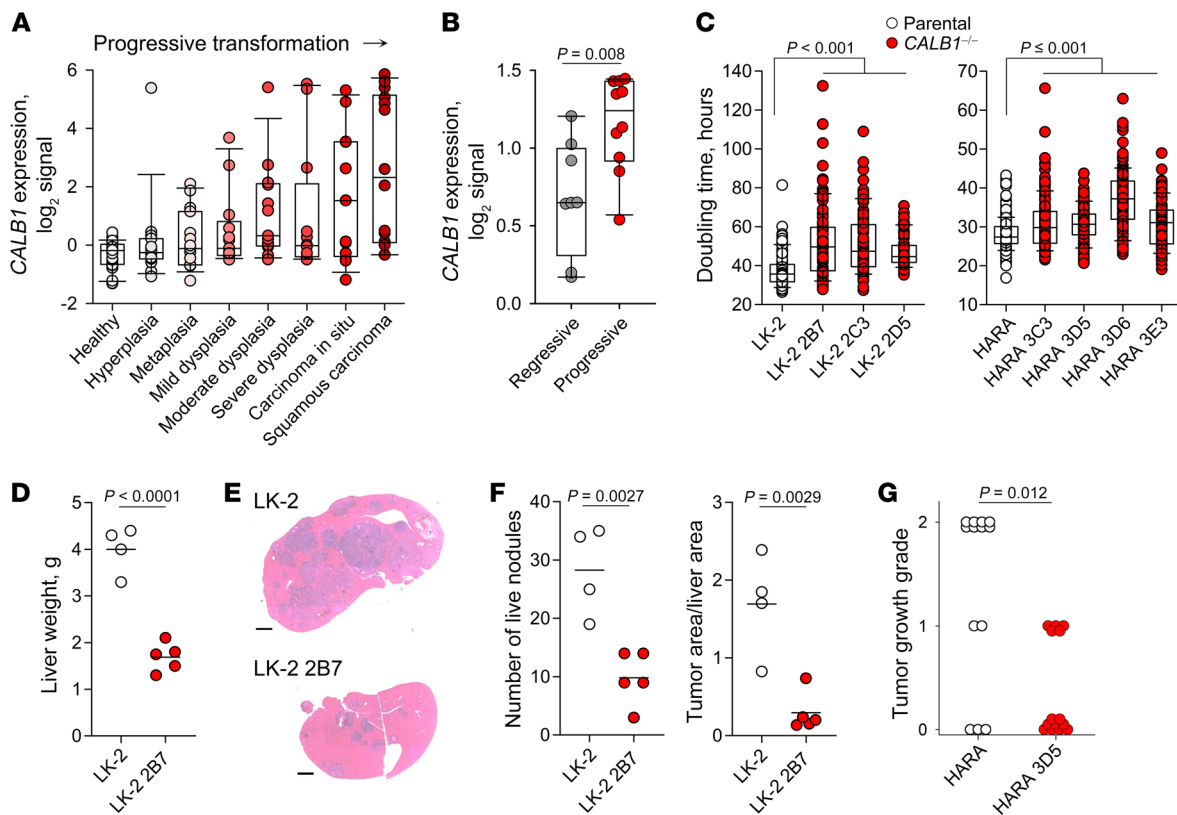 A
Progressive transformation →
CALB1 expression,
log2 signal
6
4
2
0
-2
Healthy
Hyperplasia
Metaplasia
Mild dysplasia
Moderate dysplasia
Severe dysplasia
Carcinoma in situ
Squamous carcinoma
B
P = 0.008
CALB1 expression,
log2 signal
1.5
1.0
0.5
0.0
Regressive
Progressive
C
Parental
CALB1–/–
P < 0.001
Doubling time, hours
140
120
100
80
60
40
20
LK-2
LK-2 2B7
LK-2 2C3
LK-2 2D5
P ≤ 0.001
70
60
50
40
30
20
10
HARA
HARA 3C3
HARA 3D5
HARA 3D6
HARA 3E3
D
P < 0.0001
Liver weight, g
5
4
3
2
1
0
LK-2
LK-2 2B7
E
LK-2
LK-2 2B7
F
P = 0.0027
Number of live nodules
40
30
20
10
0
LK-2
LK-2 2B7
P = 0.0029
Tumor area/liver area
3
2
1
0
LK-2
LK-2 2B7
G
P = 0.012
Tumor growth grade
2
1
0
HARA
HARA 3D5